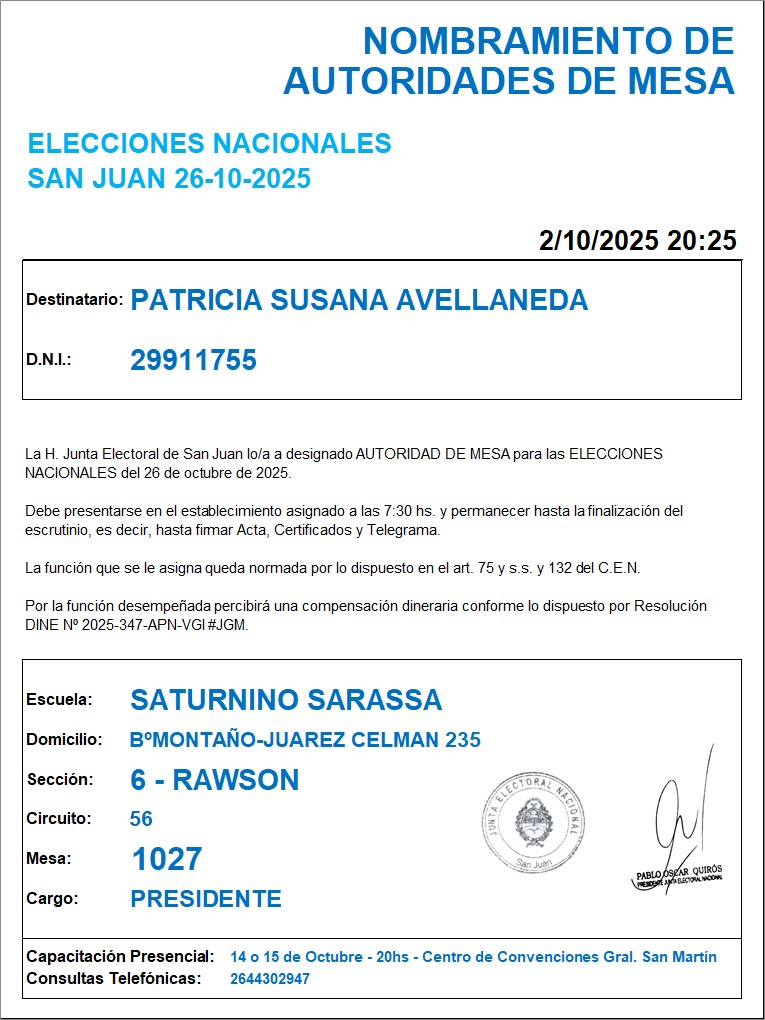 NOMBRAMIENTO DE
AUTORIDADES DE MESA
ELECCIONES NACIONALES
SAN JUAN 26-10-2025
2/10/2025 20:25
Destinatario: PATRICIA SUSANA AVELLANEDA
D.N.I.: 29911755
La H. Junta Electoral de San Juan lo/a a designado AUTORIDAD DE MESA para las ELECCIONES
NACIONALES del 26 de octubre de 2025.
Debe presentarse en el establecimiento asignado a las 7:30 hs. y permanecer hasta la finalización del
escrutinio, es decir, hasta firmar Acta, Certificados y Telegrama.
La función que se le asigna queda normada por lo dispuesto en el art. 75 y s.s. y 132 del C.E.N.
Por la función desempeñada percibirá una compensación dineraria conforme lo dispuesto por Resolución
DINE Nº 2025-347-APN-VGI#JGM.
Escuela: SATURNINO SARASSA
Domicilio: BºMONTAÑO-JUAREZ CELMAN 235
Sección: 6 - RAWSON
Circuito: 56
Mesa: 1027
Cargo: PRESIDENTE
JUNTA ELECTORAL NACIONAL
San Juan
PABLO OSCAR QUIRÓS
PRESIDENTE JUNTA ELECTORAL NACIONAL
Capacitación Presencial: 14 o 15 de Octubre - 20hs - Centro de Convenciones Gral. San Martín
Consultas Telefónicas: 2644302947